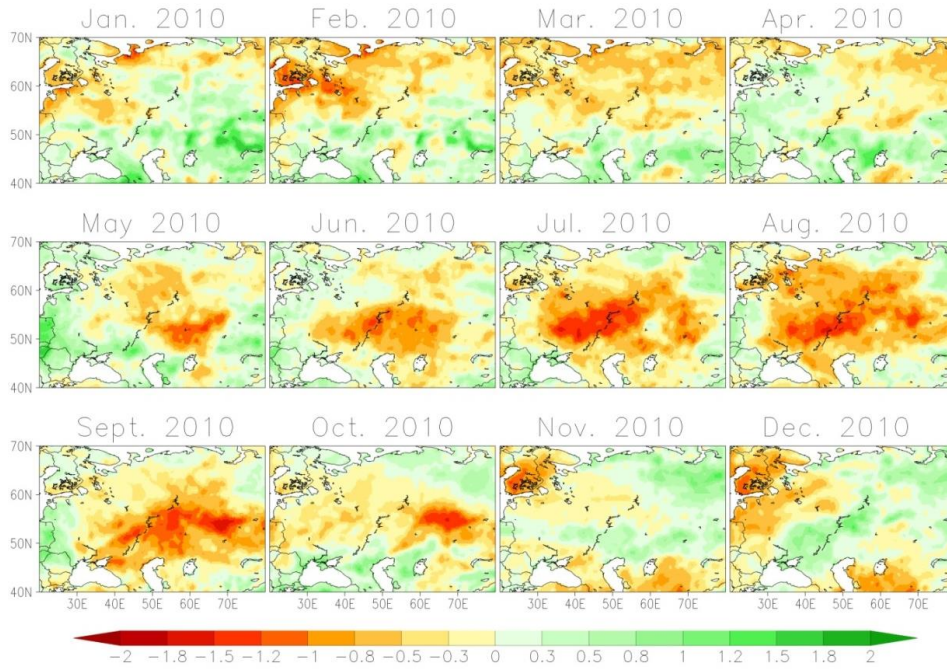 Jan. 2010 Feb. 2010 Mar. 2010 Apr. 2010
70N
60N
50N
40N
May 2010 Jun. 2010 Jul. 2010 Aug. 2010
70N
60N
50N
40N
Sept. 2010 Oct. 2010 Nov. 2010 Dec. 2010
70N
60N
50N
40N
30E 40E 50E 60E 70E 30E 40E 50E 60E 70E 30E 40E 50E 60E 70E 30E 40E 50E 60E 70E
-2 -1.8 -1.5 -1.2 -1 -0.8 -0.5 -0.3 0 0.3 0.5 0.8 1 1.2 1.5 1.8 2